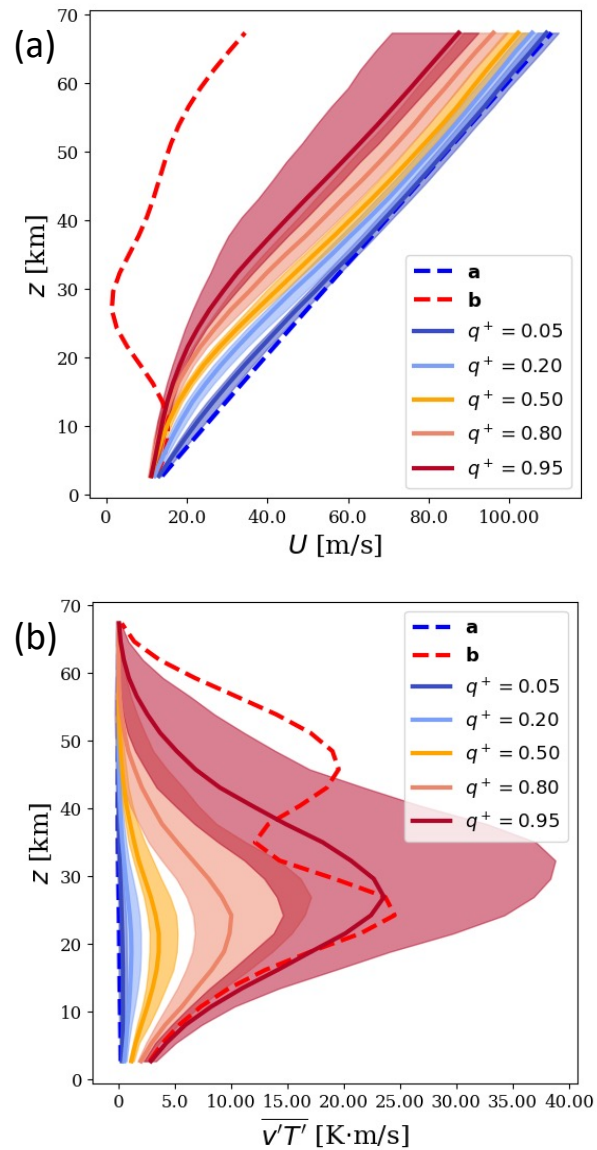 (a)
70
60
50
40
30
20
10
0
z [km]
a
b
q⁺ = 0.05
q⁺ = 0.20
q⁺ = 0.50
q⁺ = 0.80
q⁺ = 0.95
0 20.0 40.0 60.0 80.0 100.00
U [m/s]
(b)
70
60
50
40
30
20
10
0
z [km]
a
b
q⁺ = 0.05
q⁺ = 0.20
q⁺ = 0.50
q⁺ = 0.80
q⁺ = 0.95
0 5.0 10.00 15.00 20.00 25.00 30.00 35.00 40.00
v′T′ [K·m/s]